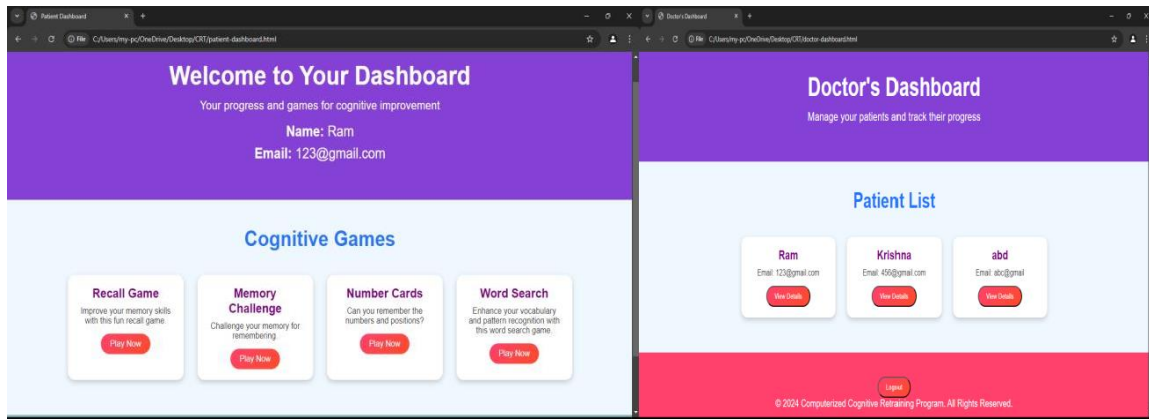 Patient Dashboard
File C:/Users/my-pc/OneDrive/Desktop/CRT/patient-dashboard.html
Welcome to Your Dashboard
Your progress and games for cognitive improvement
Name: Ram
Email: 123@gmail.com
Cognitive Games
Recall Game
Improve your memory skills
with this fun recall game.
Play Now
Memory
Challenge
Challenge your memory for
remembering.
Play Now
Number Cards
Can you remember the
numbers and positions?
Play Now
Word Search
Enhance your vocabulary
and pattern recognition with
this word search game.
Play Now
Doctor's Dashboard
File C:/Users/my-pc/OneDrive/Desktop/CRT/doctor-dashboard.html
Doctor's Dashboard
Manage your patients and track their progress
Patient List
Ram
Email: 123@gmail.com
View Details
Krishna
Email: 456@gmail.com
View Details
abd
Email: abc@gmail
View Details
Logout
© 2024 Computerized Cognitive Retraining Program. All Rights Reserved.